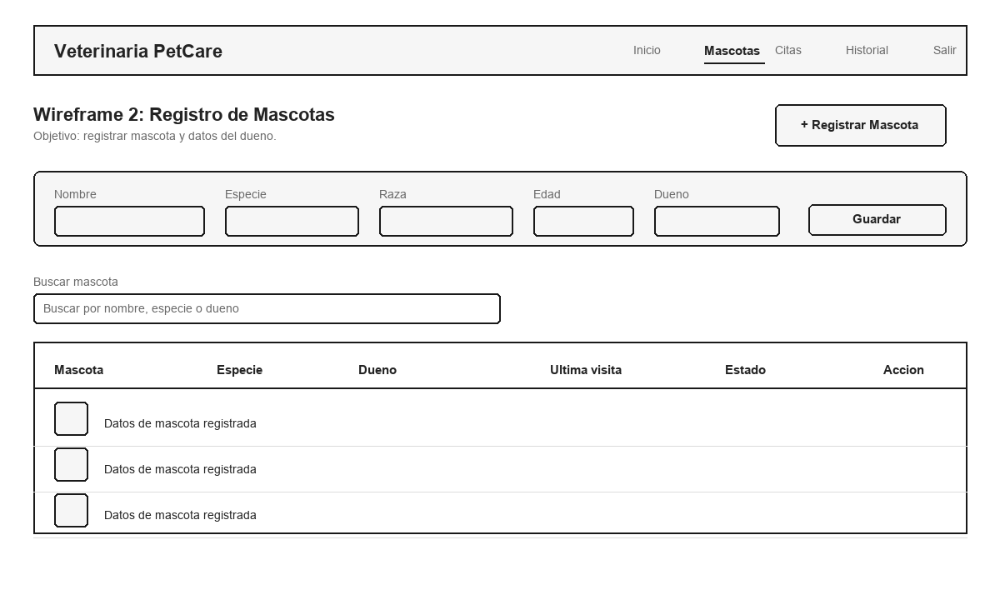 Veterinaria PetCare Inicio Mascotas Citas Historial Salir
Wireframe 2: Registro de Mascotas
Objetivo: registrar mascota y datos del dueno.
+ Registrar Mascota
Nombre Especie Raza Edad Dueno
Guardar
Buscar mascota
Buscar por nombre, especie o dueno
Mascota Especie Dueno Ultima visita Estado Accion
Datos de mascota registrada
Datos de mascota registrada
Datos de mascota registrada